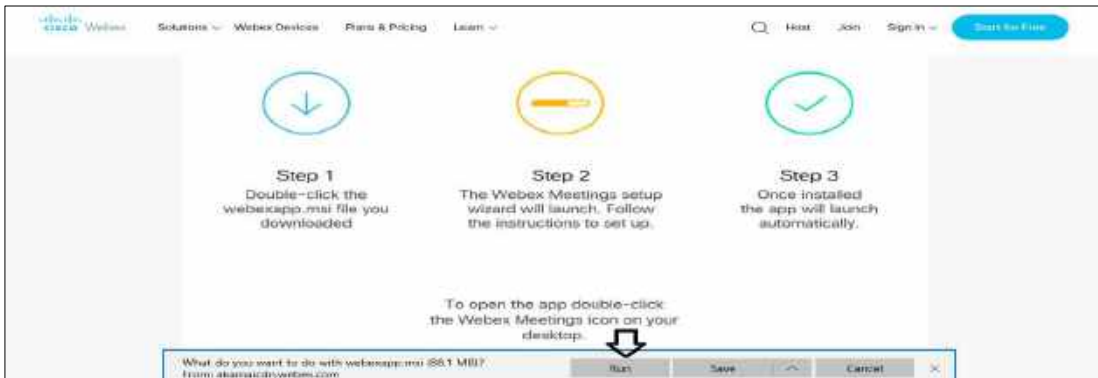 cisco Webex
Solutions Webex Devices Plans & Pricing Learn Host Join Sign In Start for Free
Step 1
Double-click the
webexapp.msi file you
downloaded
Step 2
The Webex Meetings setup
wizard will launch. Follow
the instructions to set up.
Step 3
Once installed
the app will launch
automatically.
To open the app double-click
the Webex Meetings icon on your
desktop.
What do you want to do with webexapp.msi (88.1 MB)?
From: akamaicdn.webex.com
Run Save Cancel